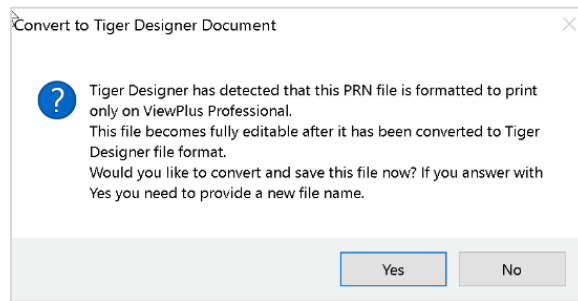 Convert to Tiger Designer Document
Tiger Designer has detected that this PRN file is formatted to print
only on ViewPlus Professional.
This file becomes fully editable after it has been converted to Tiger
Designer file format.
Would you like to convert and save this file now? If you answer with
Yes you need to provide a new file name.
Yes
No